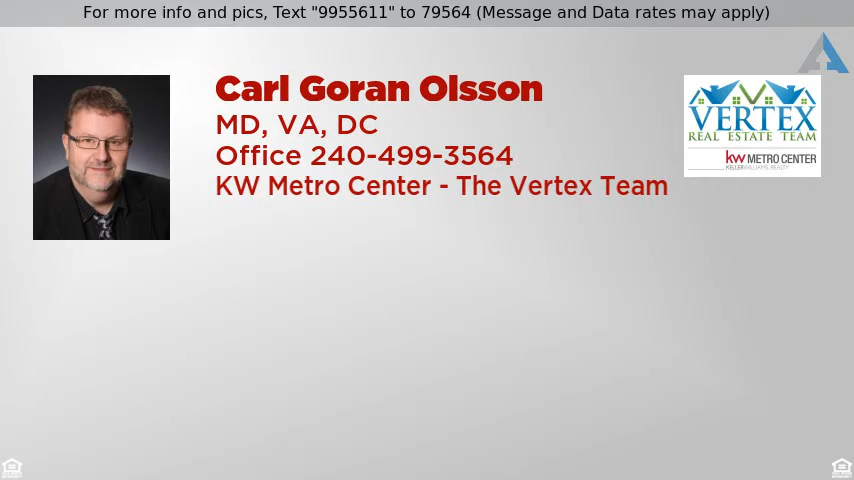 For more info and pics, Text "9955611" to 79564 (Message and Data rates may apply)
Carl Goran Olsson
MD, VA, DC
Office 240-499-3564
KW Metro Center - The Vertex Team
VERTEX
REAL ESTATE TEAM
kw METRO CENTER
KELLERWILLIAMS. REALTY